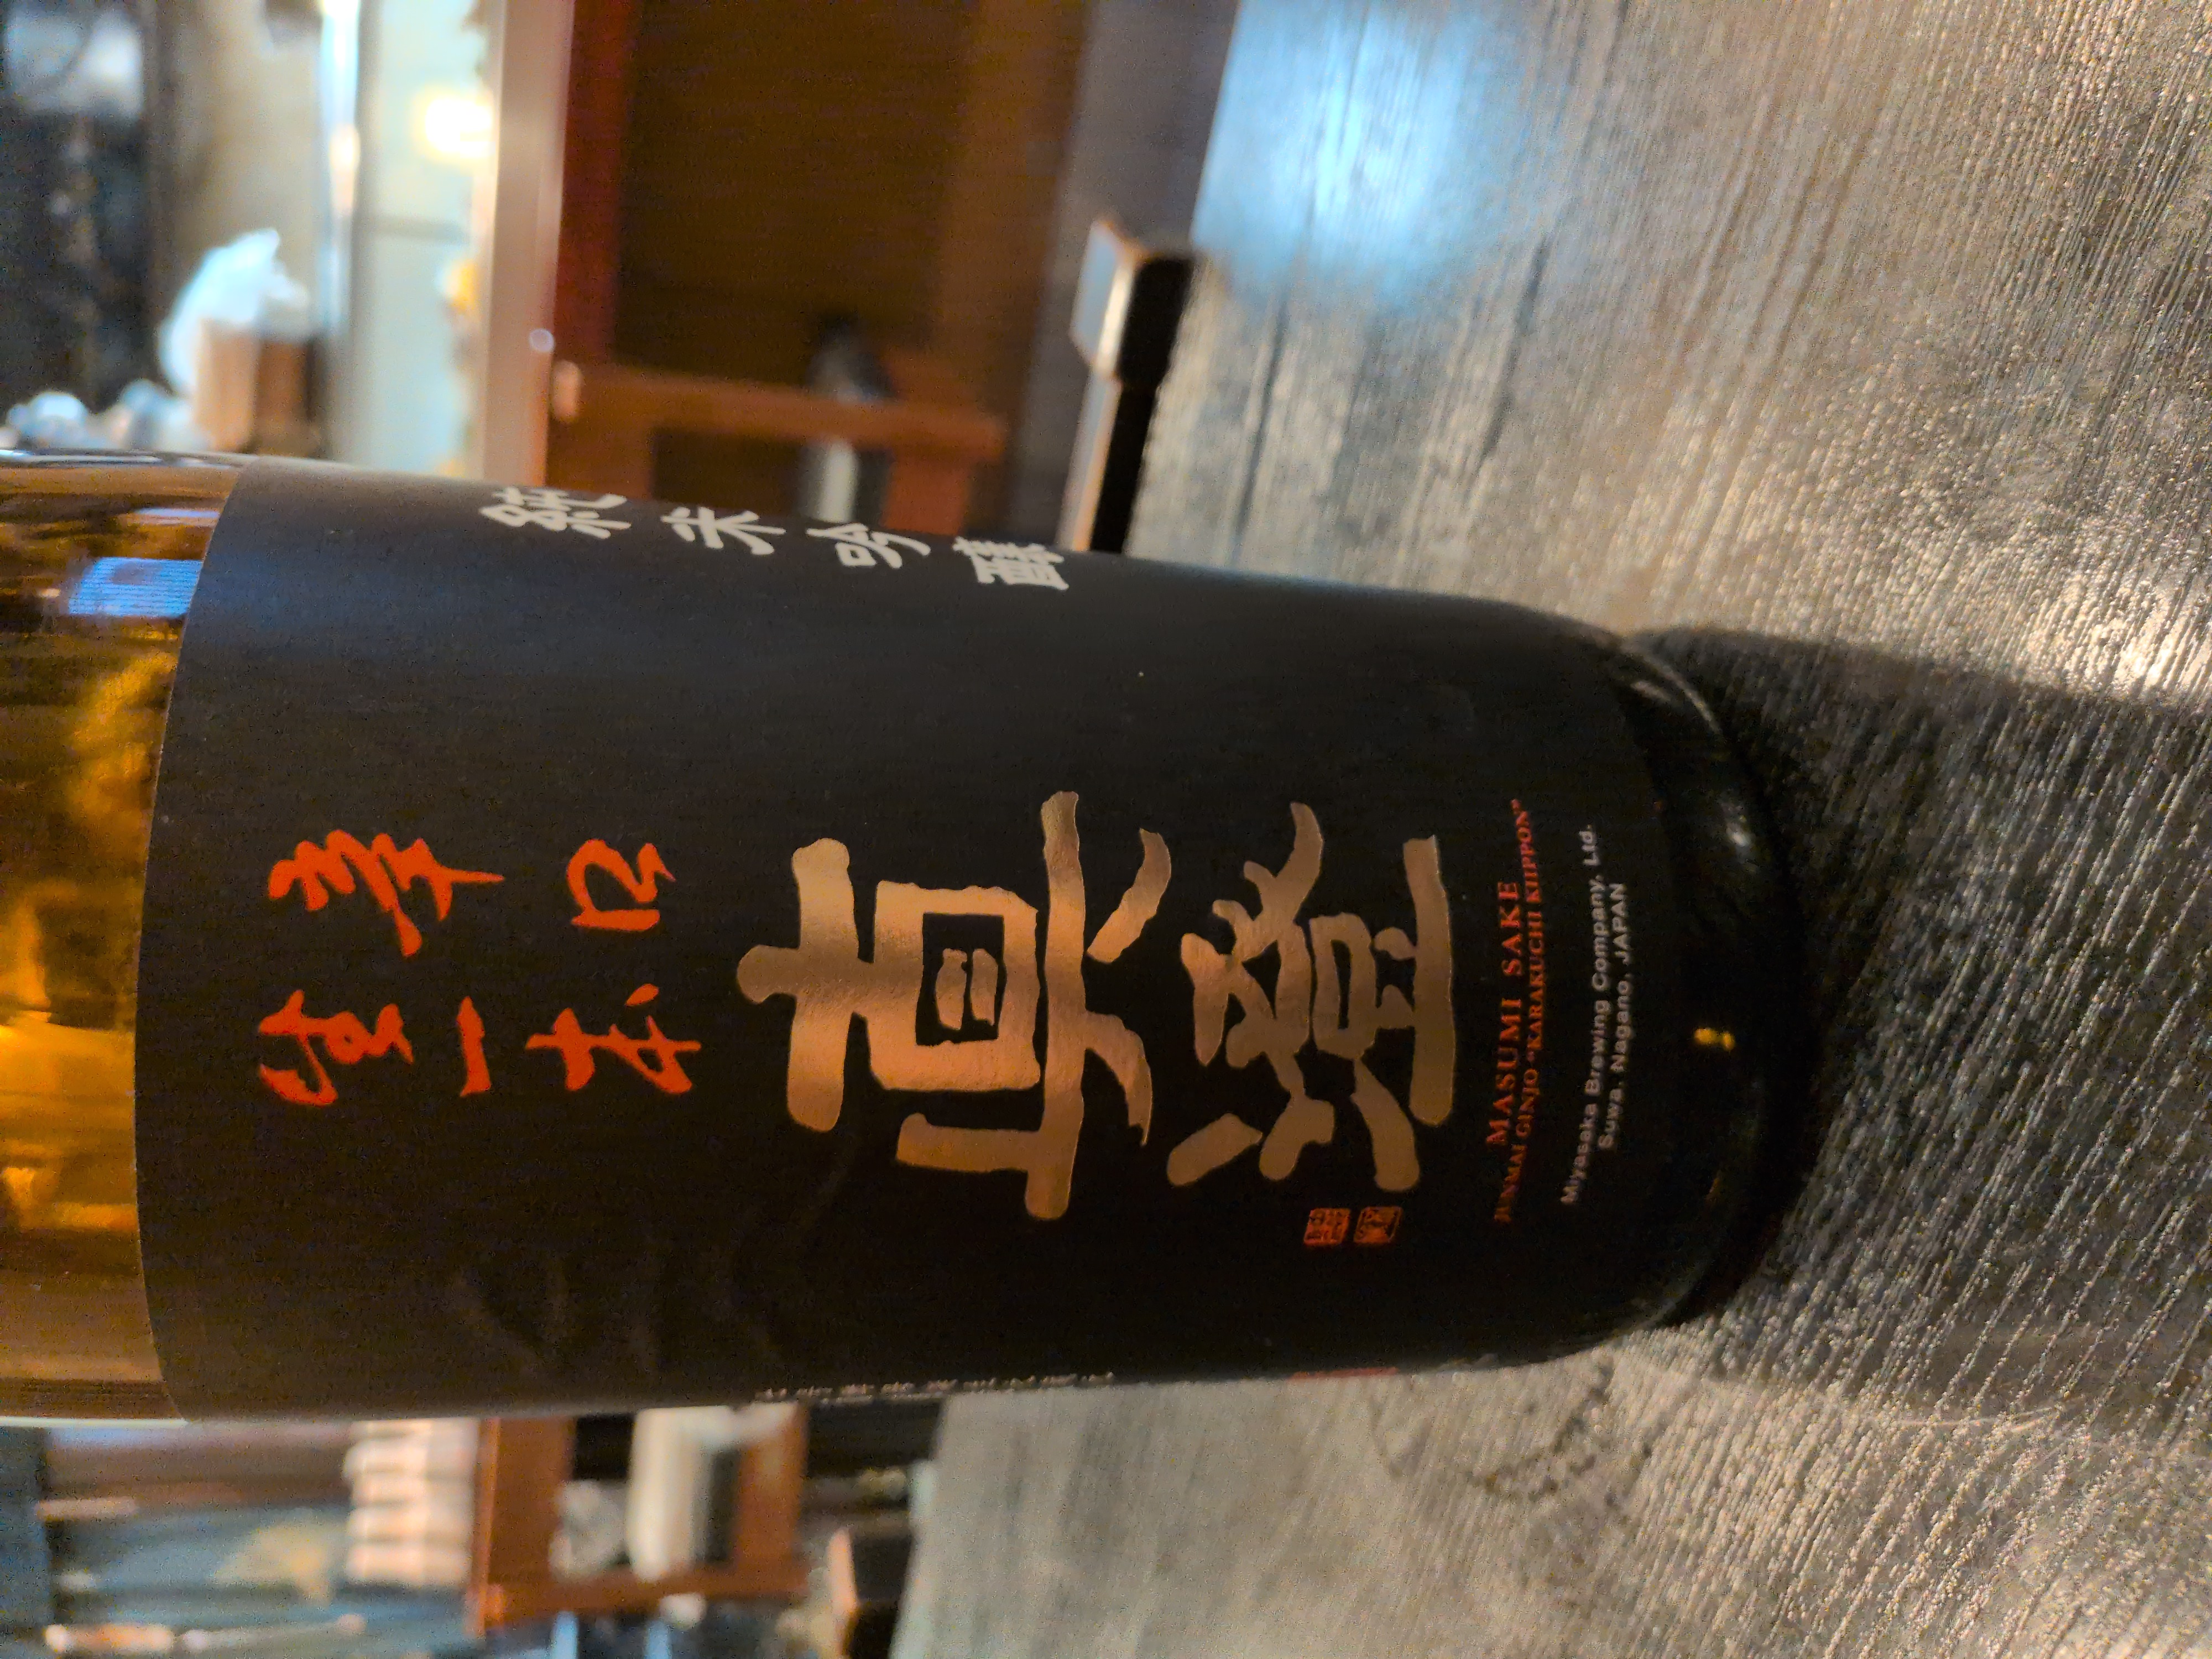 純米吟醸
辛口
生一本
真澄
MASUMI SAKE
JUNMAI GINJO "KARAKUCHI KIIPPON"
Miyasaka Brewing Company, Ltd.
Suwa, Nagano, JAPAN